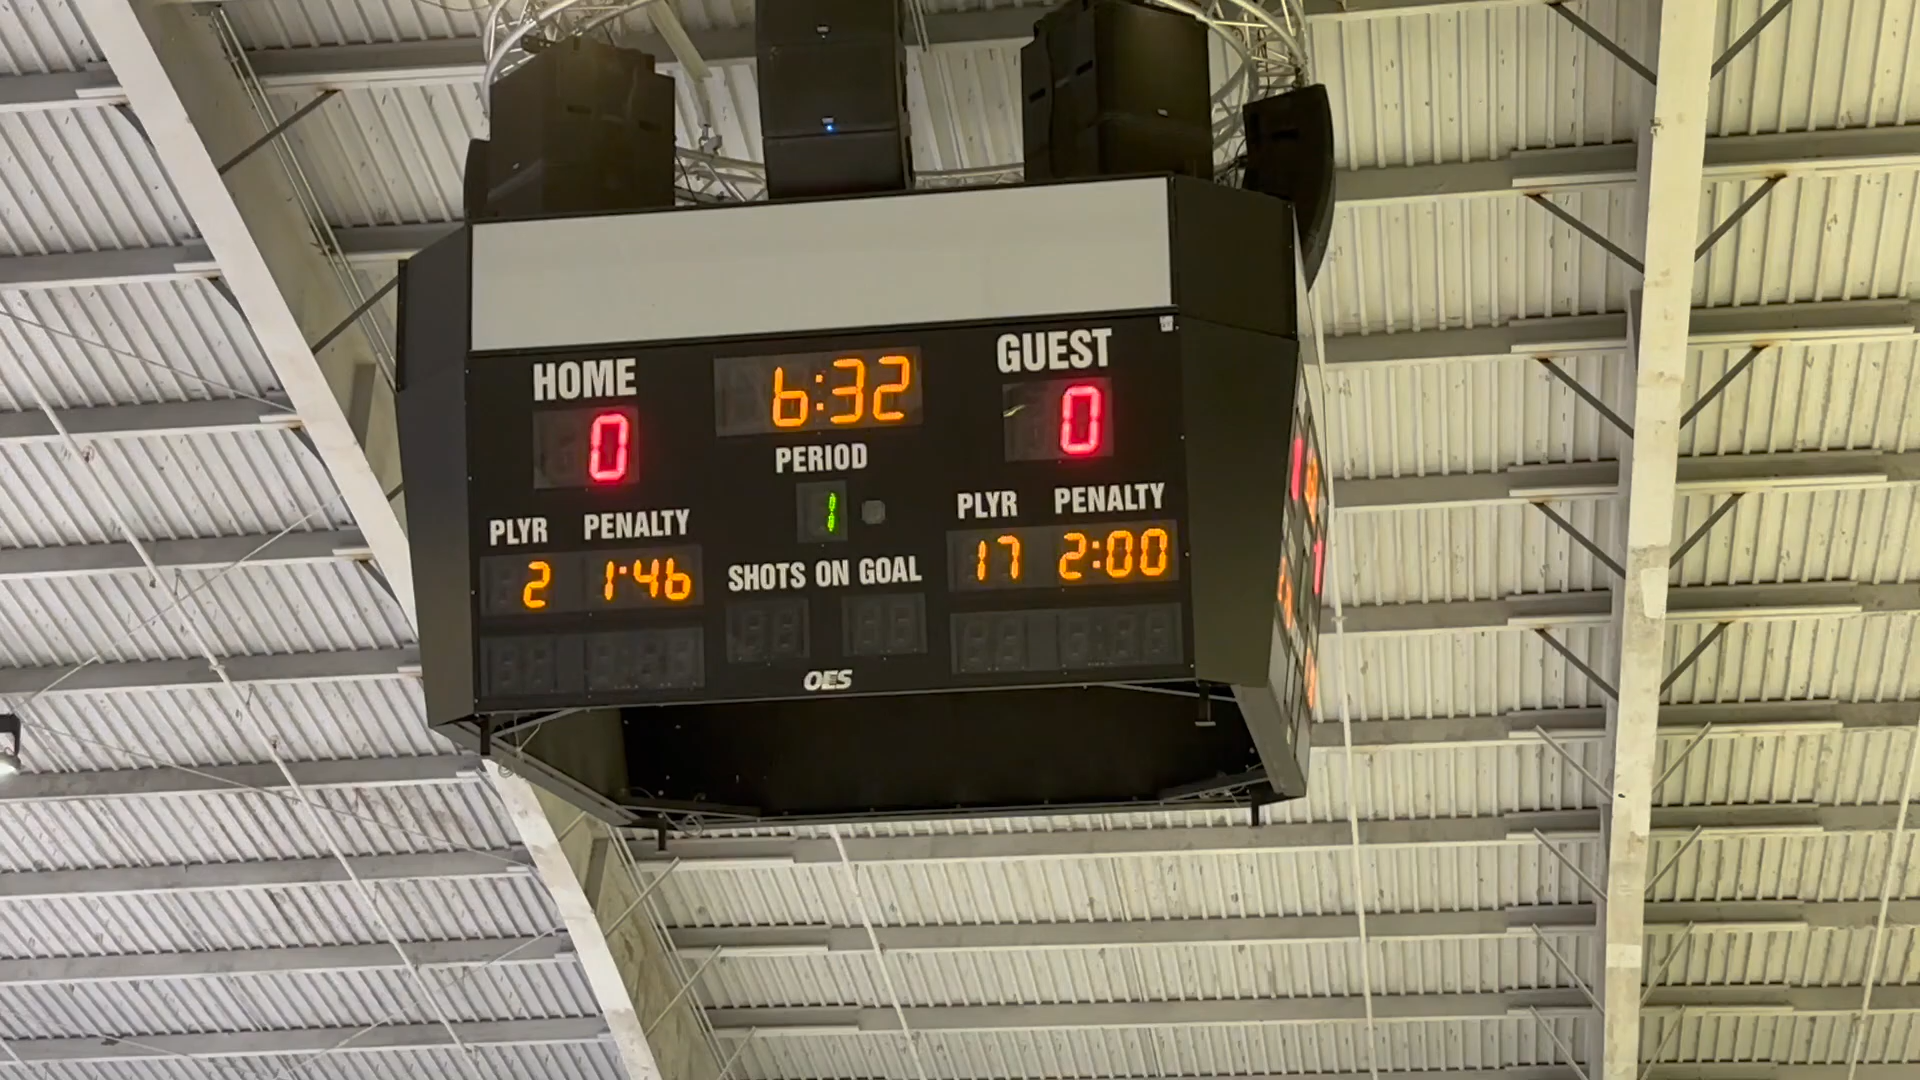 HOME 6:32 GUEST
0 0
PERIOD
1
PLYR PENALTY PLYR PENALTY
2 1:46 17 2:00
SHOTS ON GOAL
OES